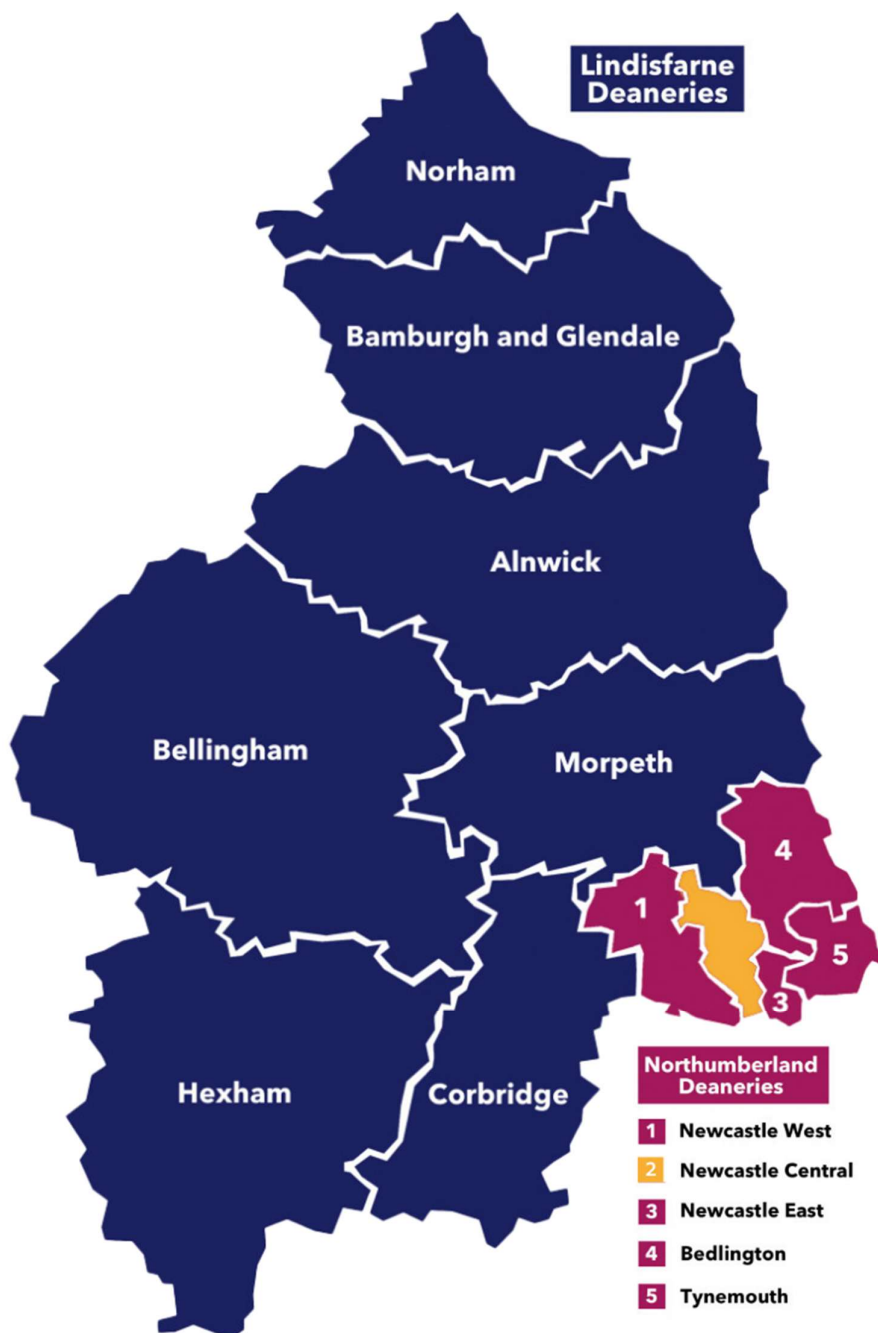 Lindisfarne
Deaneries
Norham
Bamburgh and Glendale
Alnwick
Bellingham
Morpeth
4
1
5
3
Hexham
Corbridge
Northumberland
Deaneries
1 Newcastle West
2 Newcastle Central
3 Newcastle East
4 Bedlington
5 Tynemouth